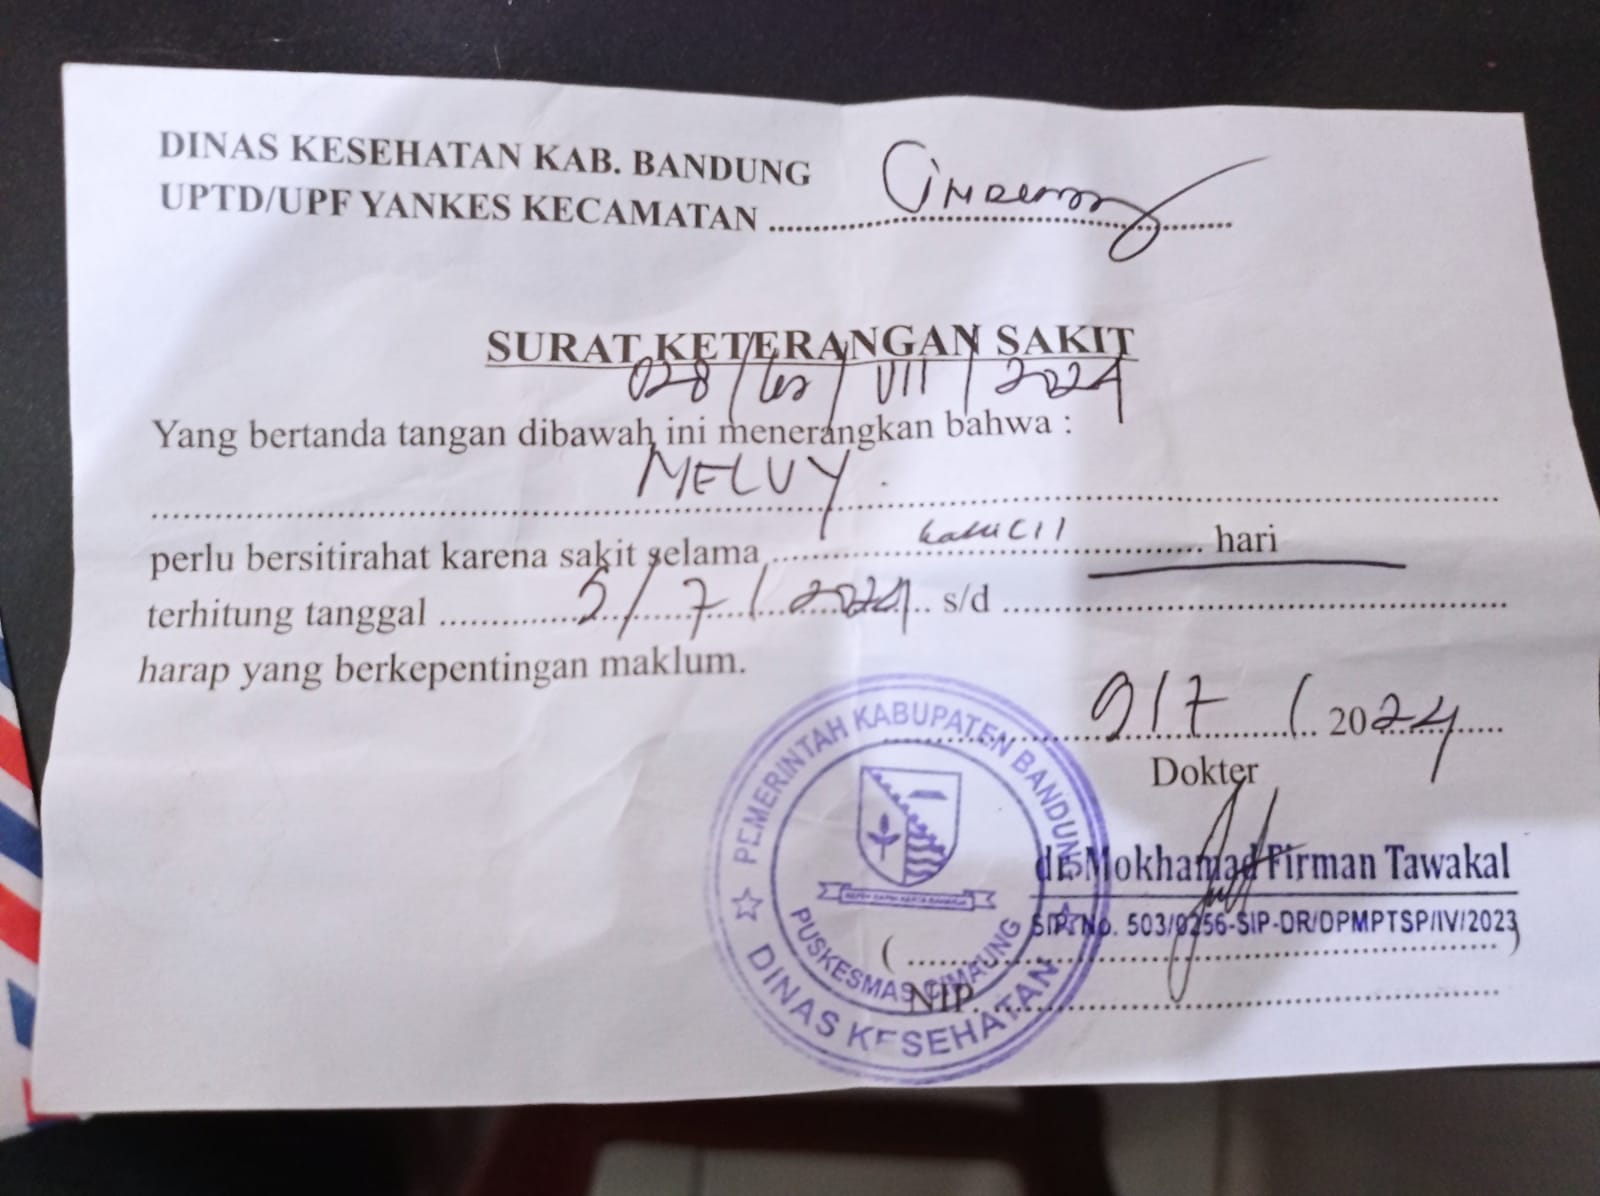 DINAS KESEHATAN KAB. BANDUNG
UPTD/UPF YANKES KECAMATAN
SURAT KETERANGAN SAKIT
028 / / VII / 2024
Yang bertanda tangan dibawah ini menerangkan bahwa :
MELVY
perlu bersitirahat karena sakit selama hari
terhitung tanggal /7/2024 s/d
harap yang berkepentingan maklum.
9/7/2024
Dokter
dr. Mokhamad Firman Tawakal
SIP. No. 503/0256-SIP-DR/DPMPTSP/IV/2023
NIP.
PEMERINTAH KABUPATEN BANDUNG
PUSKESMAS CIMAUNG
DINAS KESEHATAN